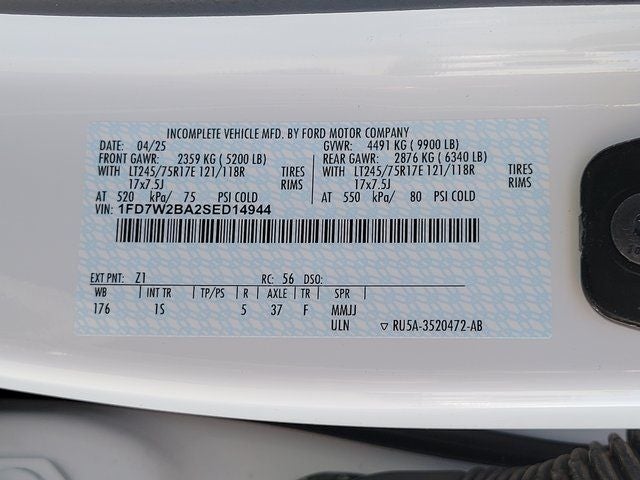 INCOMPLETE VEHICLE MFD. BY FORD MOTOR COMPANY
DATE: 04/25 GVWR: 4491 KG ( 9900 LB)
FRONT GAWR: 2359 KG ( 5200 LB) REAR GAWR: 2876 KG ( 6340 LB)
WITH LT245/75R17E 121/118R TIRES WITH LT245/75R17E 121/118R TIRES
17x7.5J RIMS 17x7.5J RIMS
AT 520 kPa/ 75 PSI COLD AT 550 kPa/ 80 PSI COLD
VIN: 1FD7W2BA2SED14944
EXT PNT: Z1 RC: 56 DSO:
WB INT TR TP/PS R AXLE TR SPR
176 1S 5 37 F MMJJ
ULN ▽ RU5A-3520472-AB